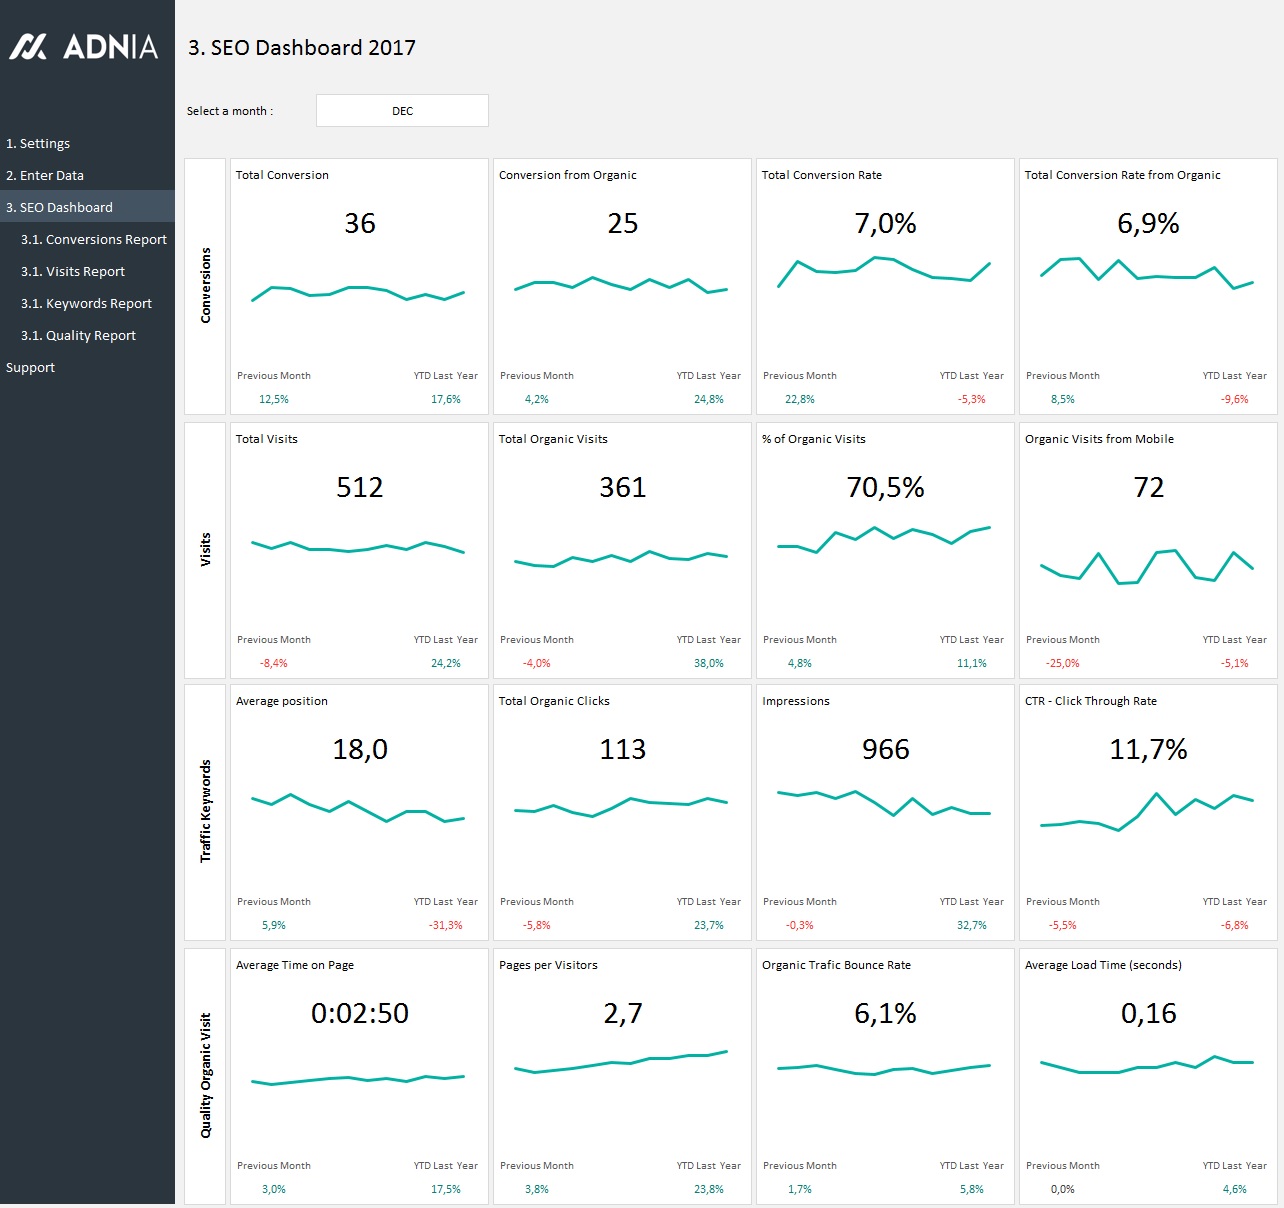 ADNIA
3. SEO Dashboard 2017
Select a month :
DEC
1. Settings
2. Enter Data
3. SEO Dashboard
3.1. Conversions Report
3.1. Visits Report
3.1. Keywords Report
3.1. Quality Report
Support
Conversions
Total Conversion
36
Previous Month YTD Last Year
12,5% 17,6%
Conversion from Organic
25
Previous Month YTD Last Year
4,2% 24,8%
Total Conversion Rate
7,0%
Previous Month YTD Last Year
22,8% -5,3%
Total Conversion Rate from Organic
6,9%
Previous Month YTD Last Year
8,5% -9,6%
Visits
Total Visits
512
Previous Month YTD Last Year
-8,4% 24,2%
Total Organic Visits
361
Previous Month YTD Last Year
-4,0% 38,0%
% of Organic Visits
70,5%
Previous Month YTD Last Year
4,8% 11,1%
Organic Visits from Mobile
72
Previous Month YTD Last Year
-25,0% -5,1%
Traffic Keywords
Average position
18,0
Previous Month YTD Last Year
5,9% -31,3%
Total Organic Clicks
113
Previous Month YTD Last Year
-5,8% 23,7%
Impressions
966
Previous Month YTD Last Year
-0,3% 32,7%
CTR - Click Through Rate
11,7%
Previous Month YTD Last Year
-5,5% -6,8%
Quality Organic Visit
Average Time on Page
0:02:50
Previous Month YTD Last Year
3,0% 17,5%
Pages per Visitors
2,7
Previous Month YTD Last Year
3,8% 23,8%
Organic Trafic Bounce Rate
6,1%
Previous Month YTD Last Year
1,7% 5,8%
Average Load Time (seconds)
0,16
Previous Month YTD Last Year
0,0% 4,6%